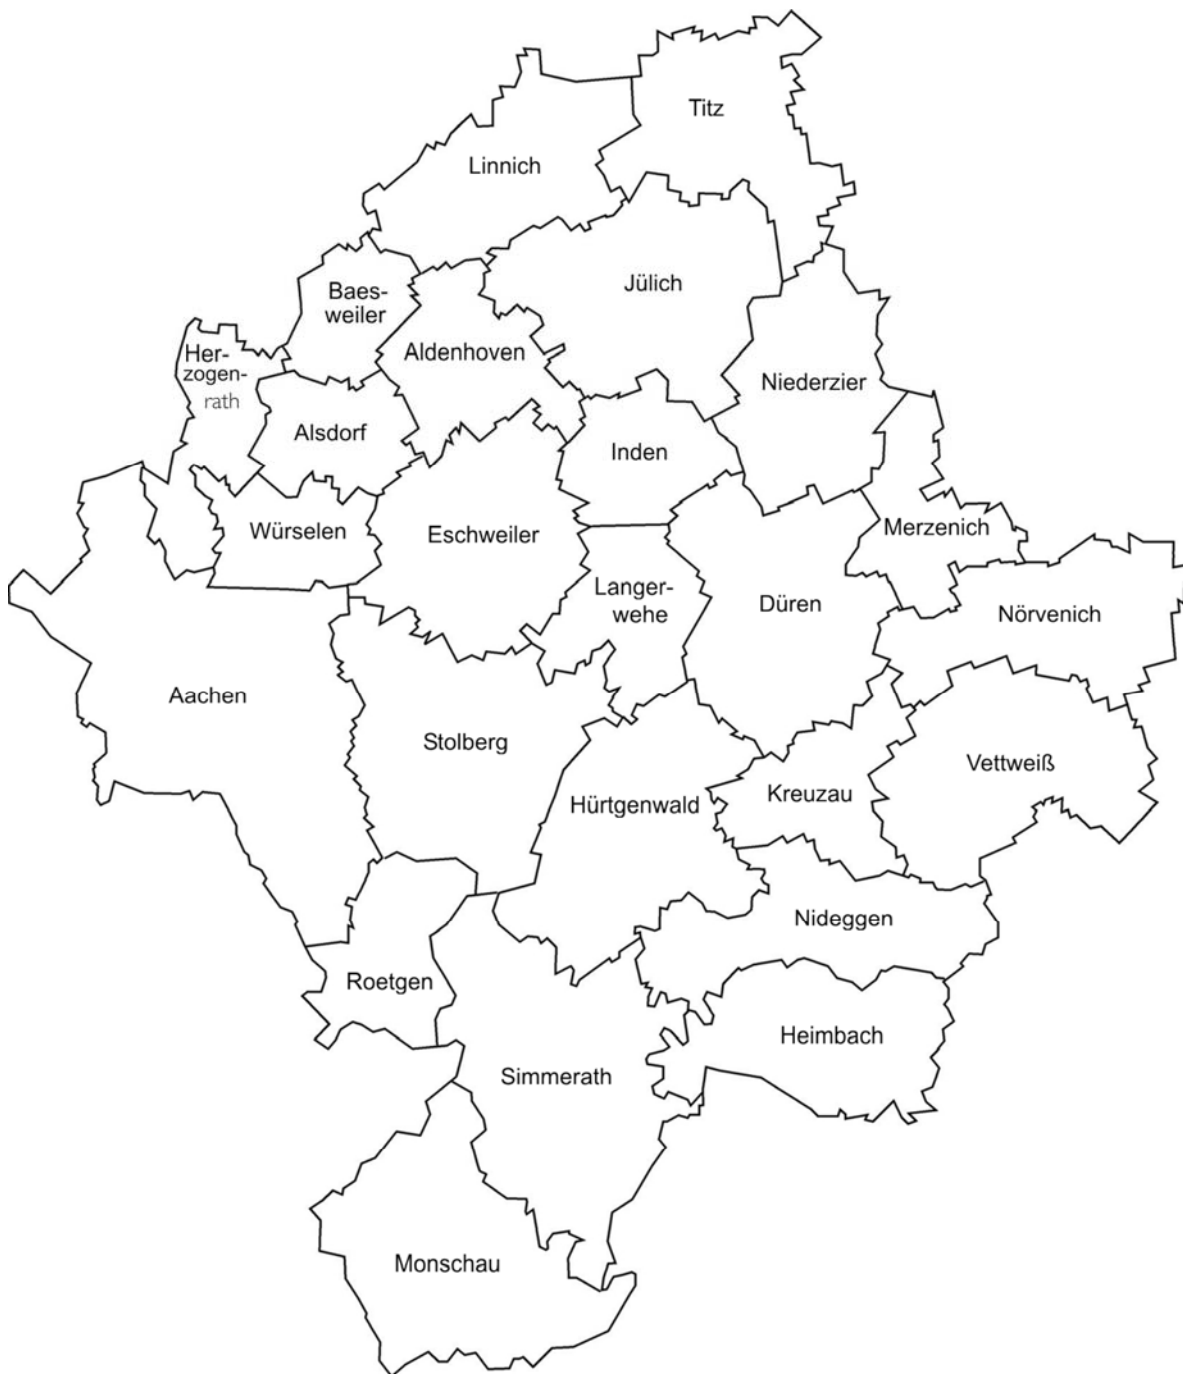 Titz
Linnich
Jülich
Baes-
weiler
Aldenhoven
Her-
zogen-
rath
Niederzier
Alsdorf
Inden
Würselen
Eschweiler
Merzenich
Langer-
wehe
Düren
Nörvenich
Aachen
Stolberg
Vettweiß
Hürtgenwald
Kreuzau
Nideggen
Roetgen
Heimbach
Simmerath
Monschau